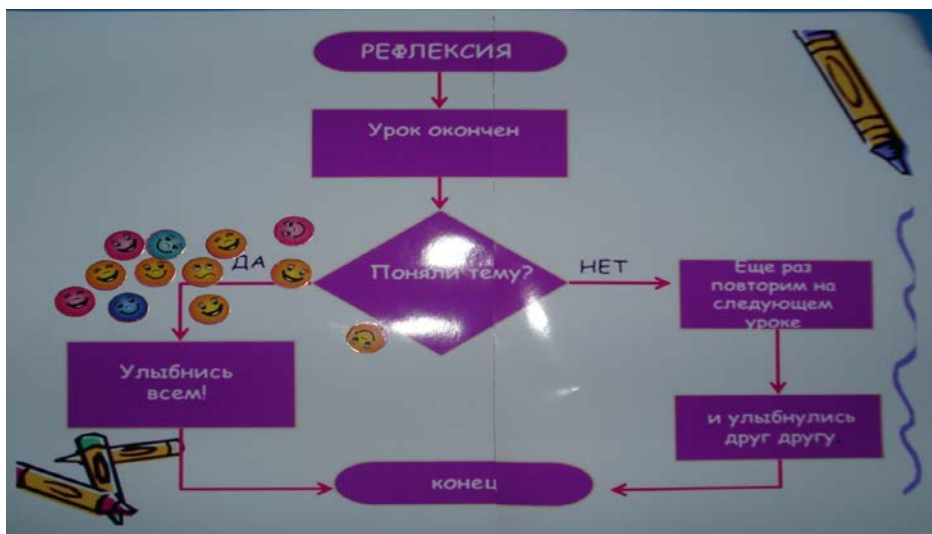 РЕФЛЕКСИЯ
Урок окончен
Поняли тему?
ДА
НЕТ
Еще раз
повторим на
следующем
уроке
Улыбнись
всем!
и улыбнулись
друг другу
конец